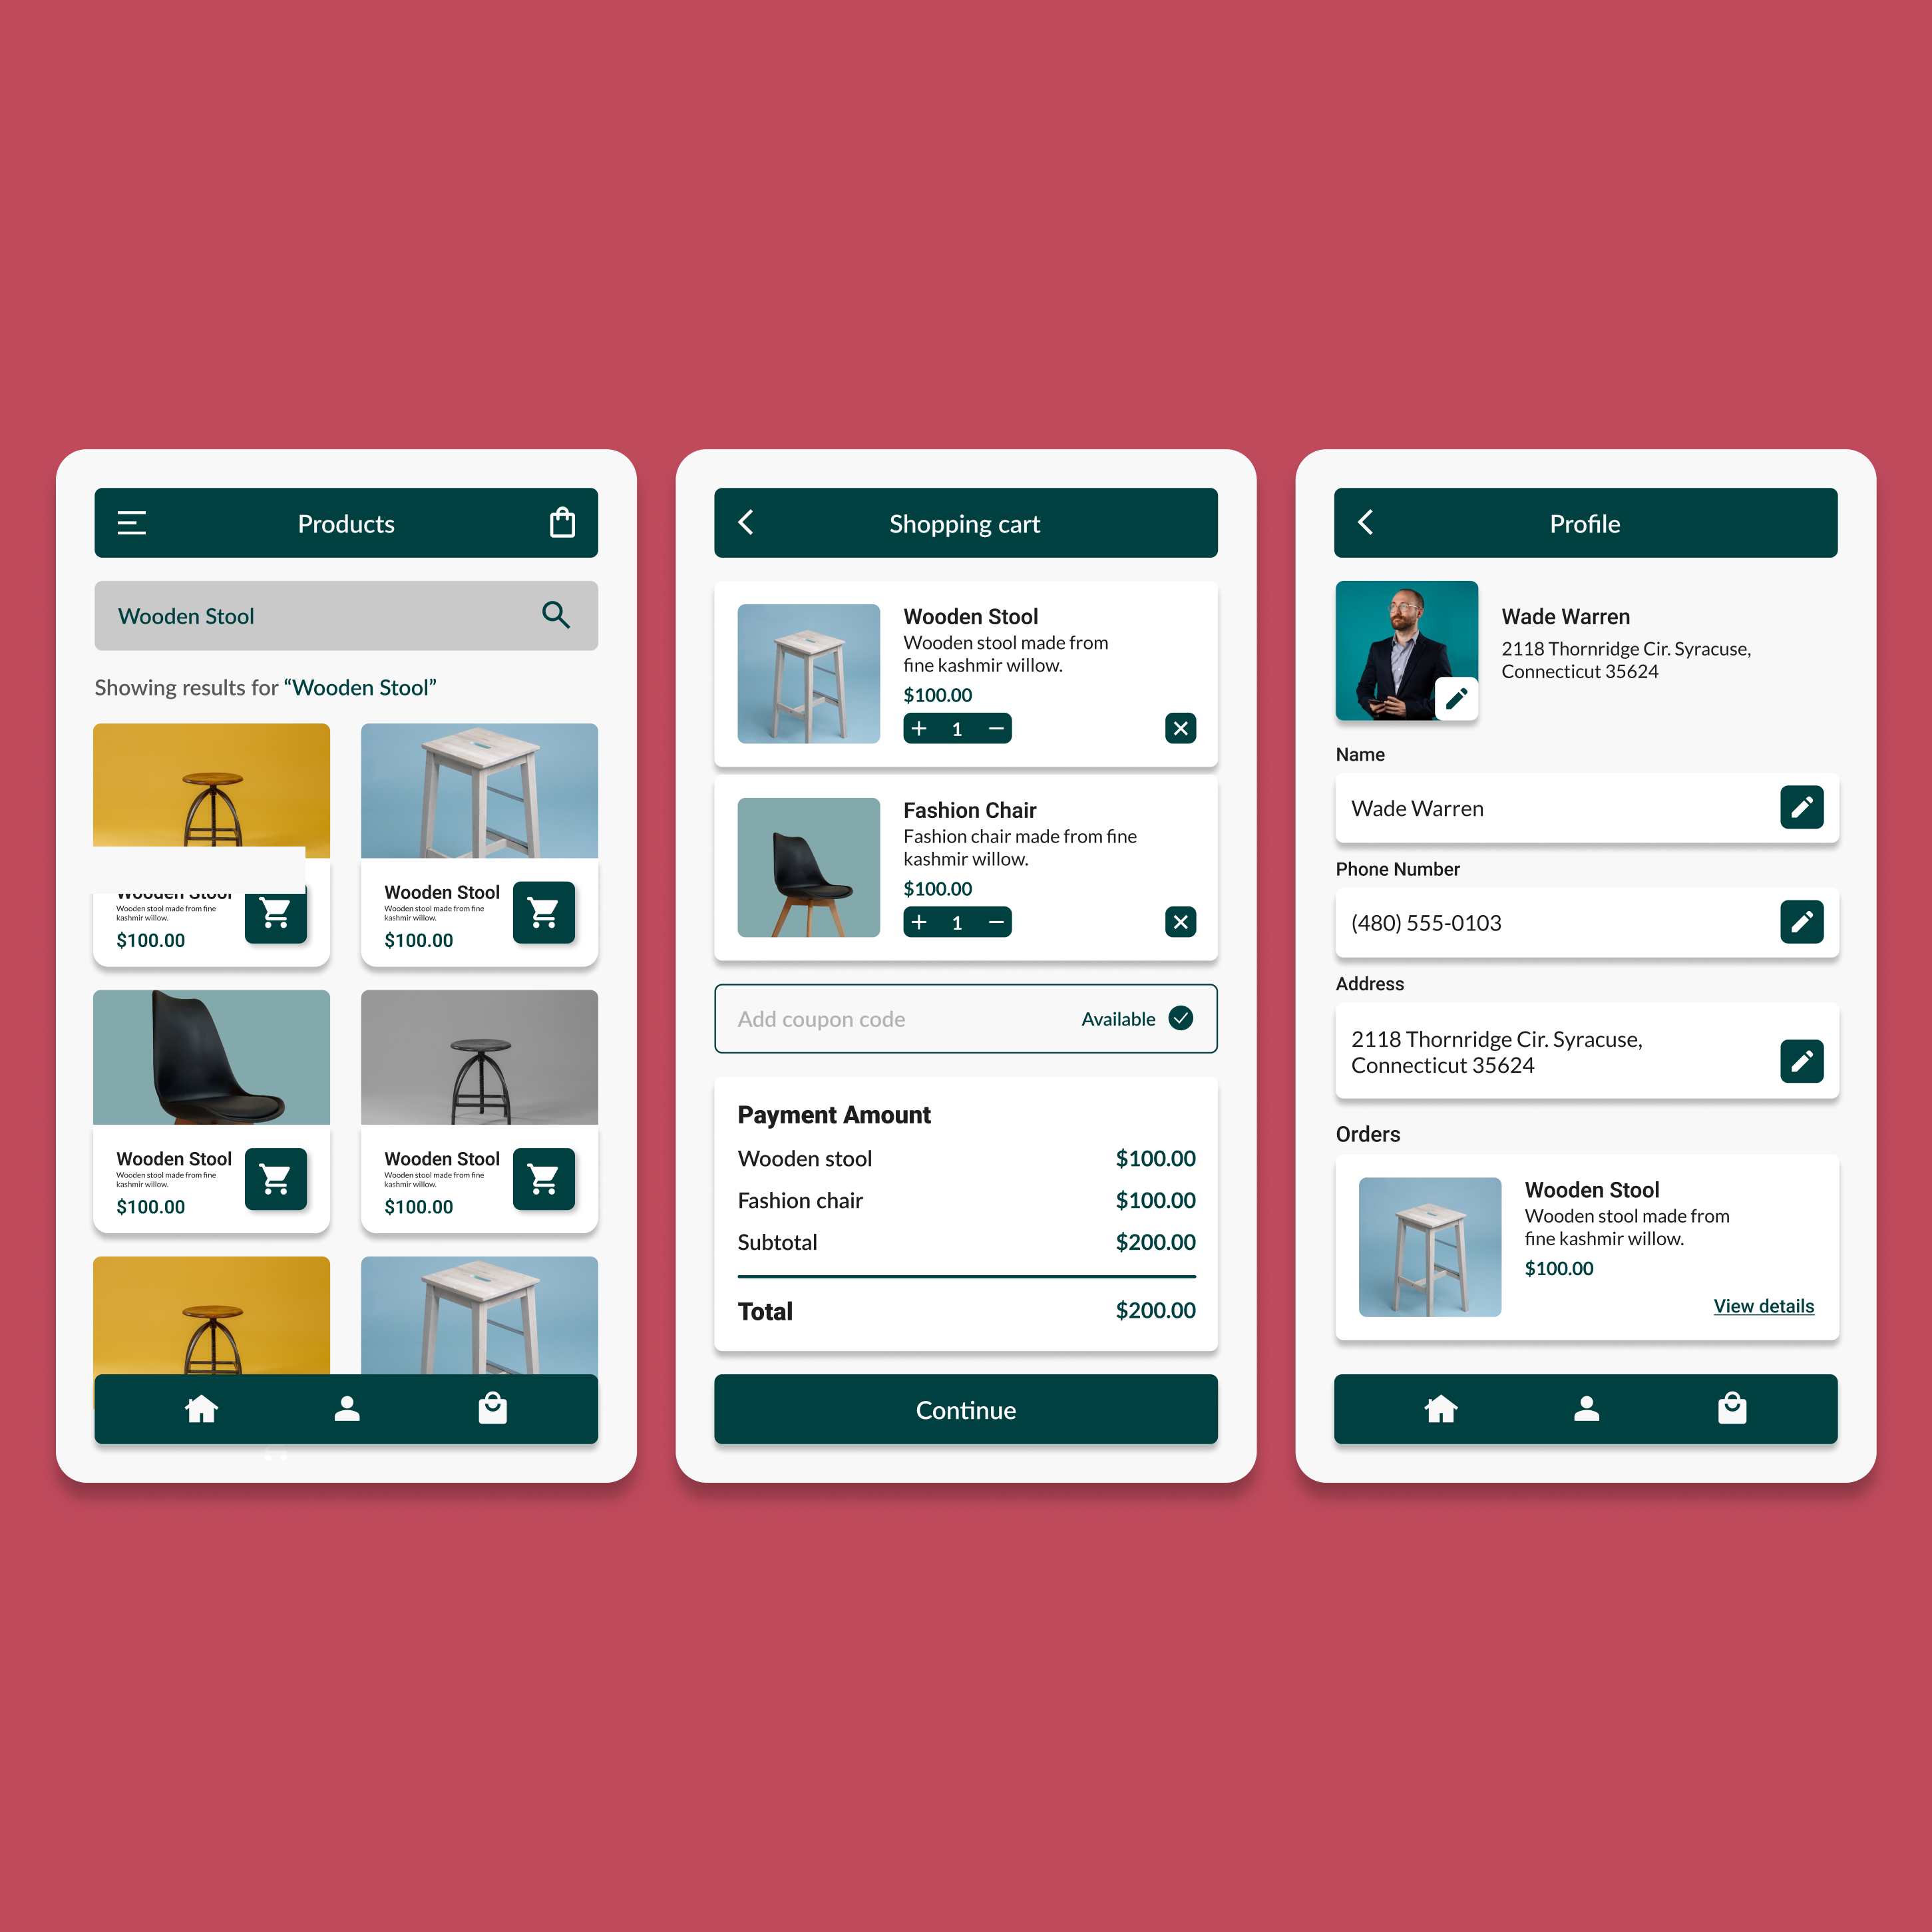 Products
Wooden Stool
Showing results for “Wooden Stool”
Wooden Stool
Wooden stool made from fine
kashmir willow.
$100.00
Wooden Stool
Wooden stool made from fine
kashmir willow.
$100.00
Wooden Stool
Wooden stool made from fine
kashmir willow.
$100.00
Wooden Stool
Wooden stool made from fine
kashmir willow.
$100.00
Shopping cart
Wooden Stool
Wooden stool made from
fine kashmir willow.
$100.00
+ 1 −
Fashion Chair
Fashion chair made from fine
kashmir willow.
$100.00
+ 1 −
Add coupon code Available
Payment Amount
Wooden stool $100.00
Fashion chair $100.00
Subtotal $200.00
Total $200.00
Continue
Profile
Wade Warren
2118 Thornridge Cir. Syracuse,
Connecticut 35624
Name
Wade Warren
Phone Number
(480) 555-0103
Address
2118 Thornridge Cir. Syracuse,
Connecticut 35624
Orders
Wooden Stool
Wooden stool made from
fine kashmir willow.
$100.00
View details